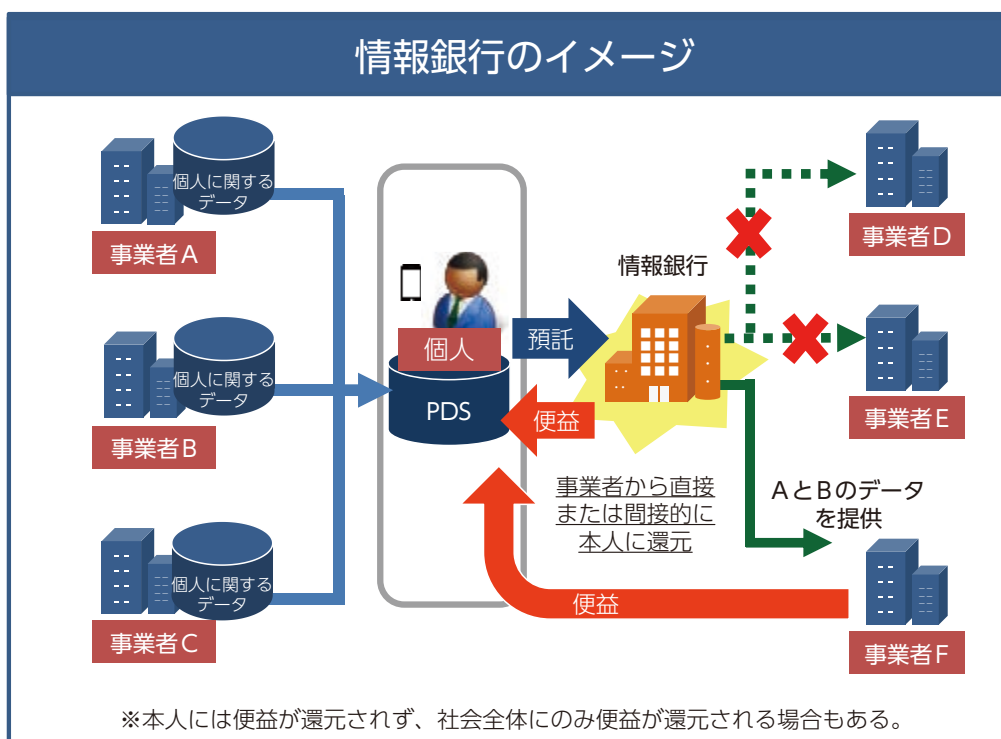 情報銀行のイメージ
個人に関する
データ
事業者A
個人に関する
データ
事業者B
個人に関する
データ
事業者C
個人
PDS
預託
便益
情報銀行
事業者から直接
または間接的に
本人に還元
便益
AとBのデータ
を提供
事業者D
事業者E
事業者F
※本人には便益が還元されず、社会全体にのみ便益が還元される場合もある。